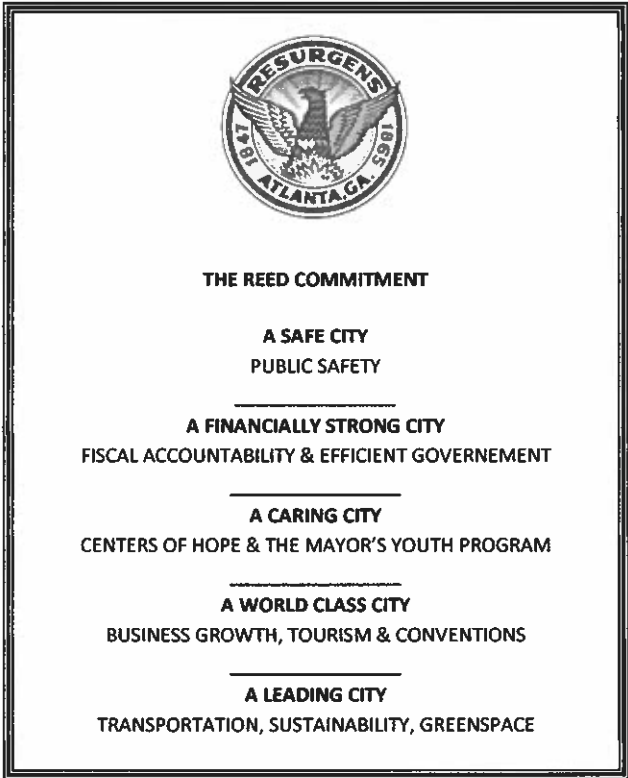 RESURGENS
1847 1865
ATLANTA, GA.
THE REED COMMITMENT
A SAFE CITY
PUBLIC SAFETY
A FINANCIALLY STRONG CITY
FISCAL ACCOUNTABILITY & EFFICIENT GOVERNEMENT
A CARING CITY
CENTERS OF HOPE & THE MAYOR'S YOUTH PROGRAM
A WORLD CLASS CITY
BUSINESS GROWTH, TOURISM & CONVENTIONS
A LEADING CITY
TRANSPORTATION, SUSTAINABILITY, GREENSPACE